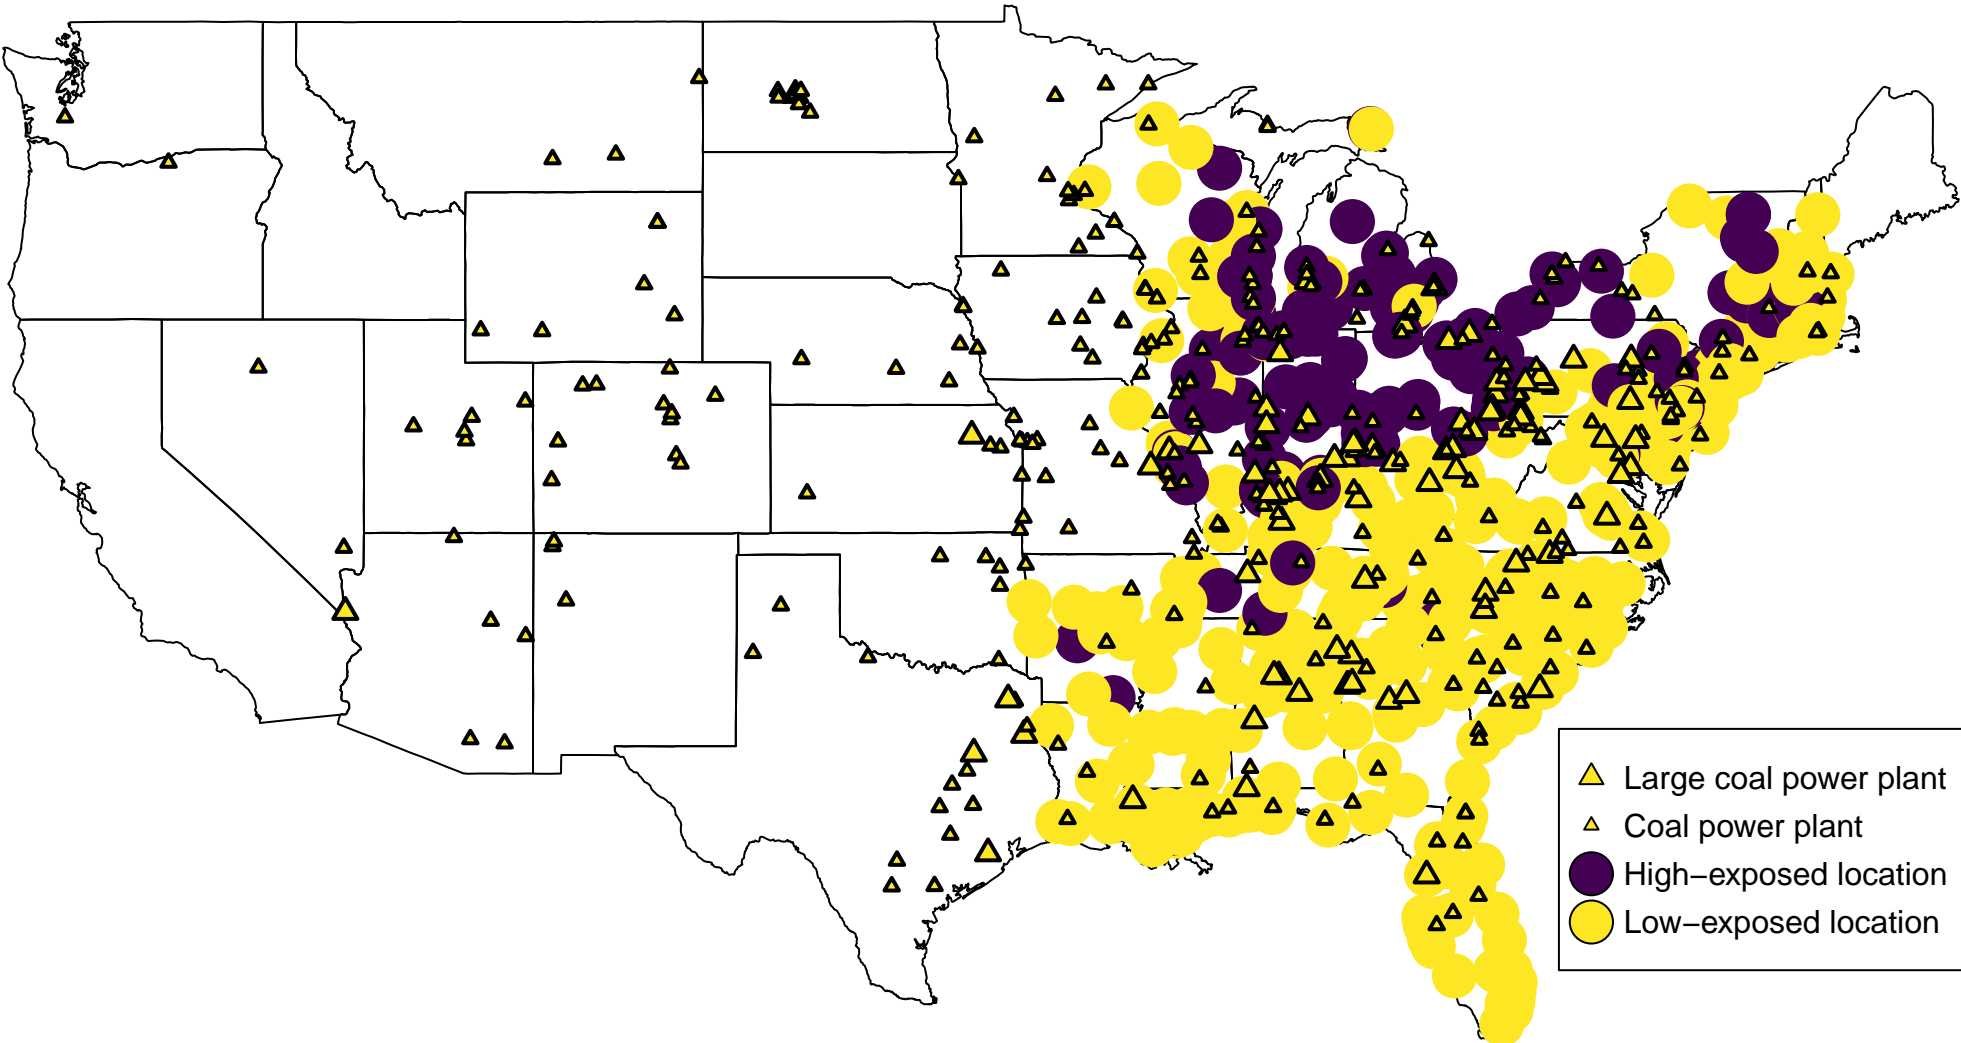 Large coal power plant
Coal power plant
High−exposed location
Low−exposed location